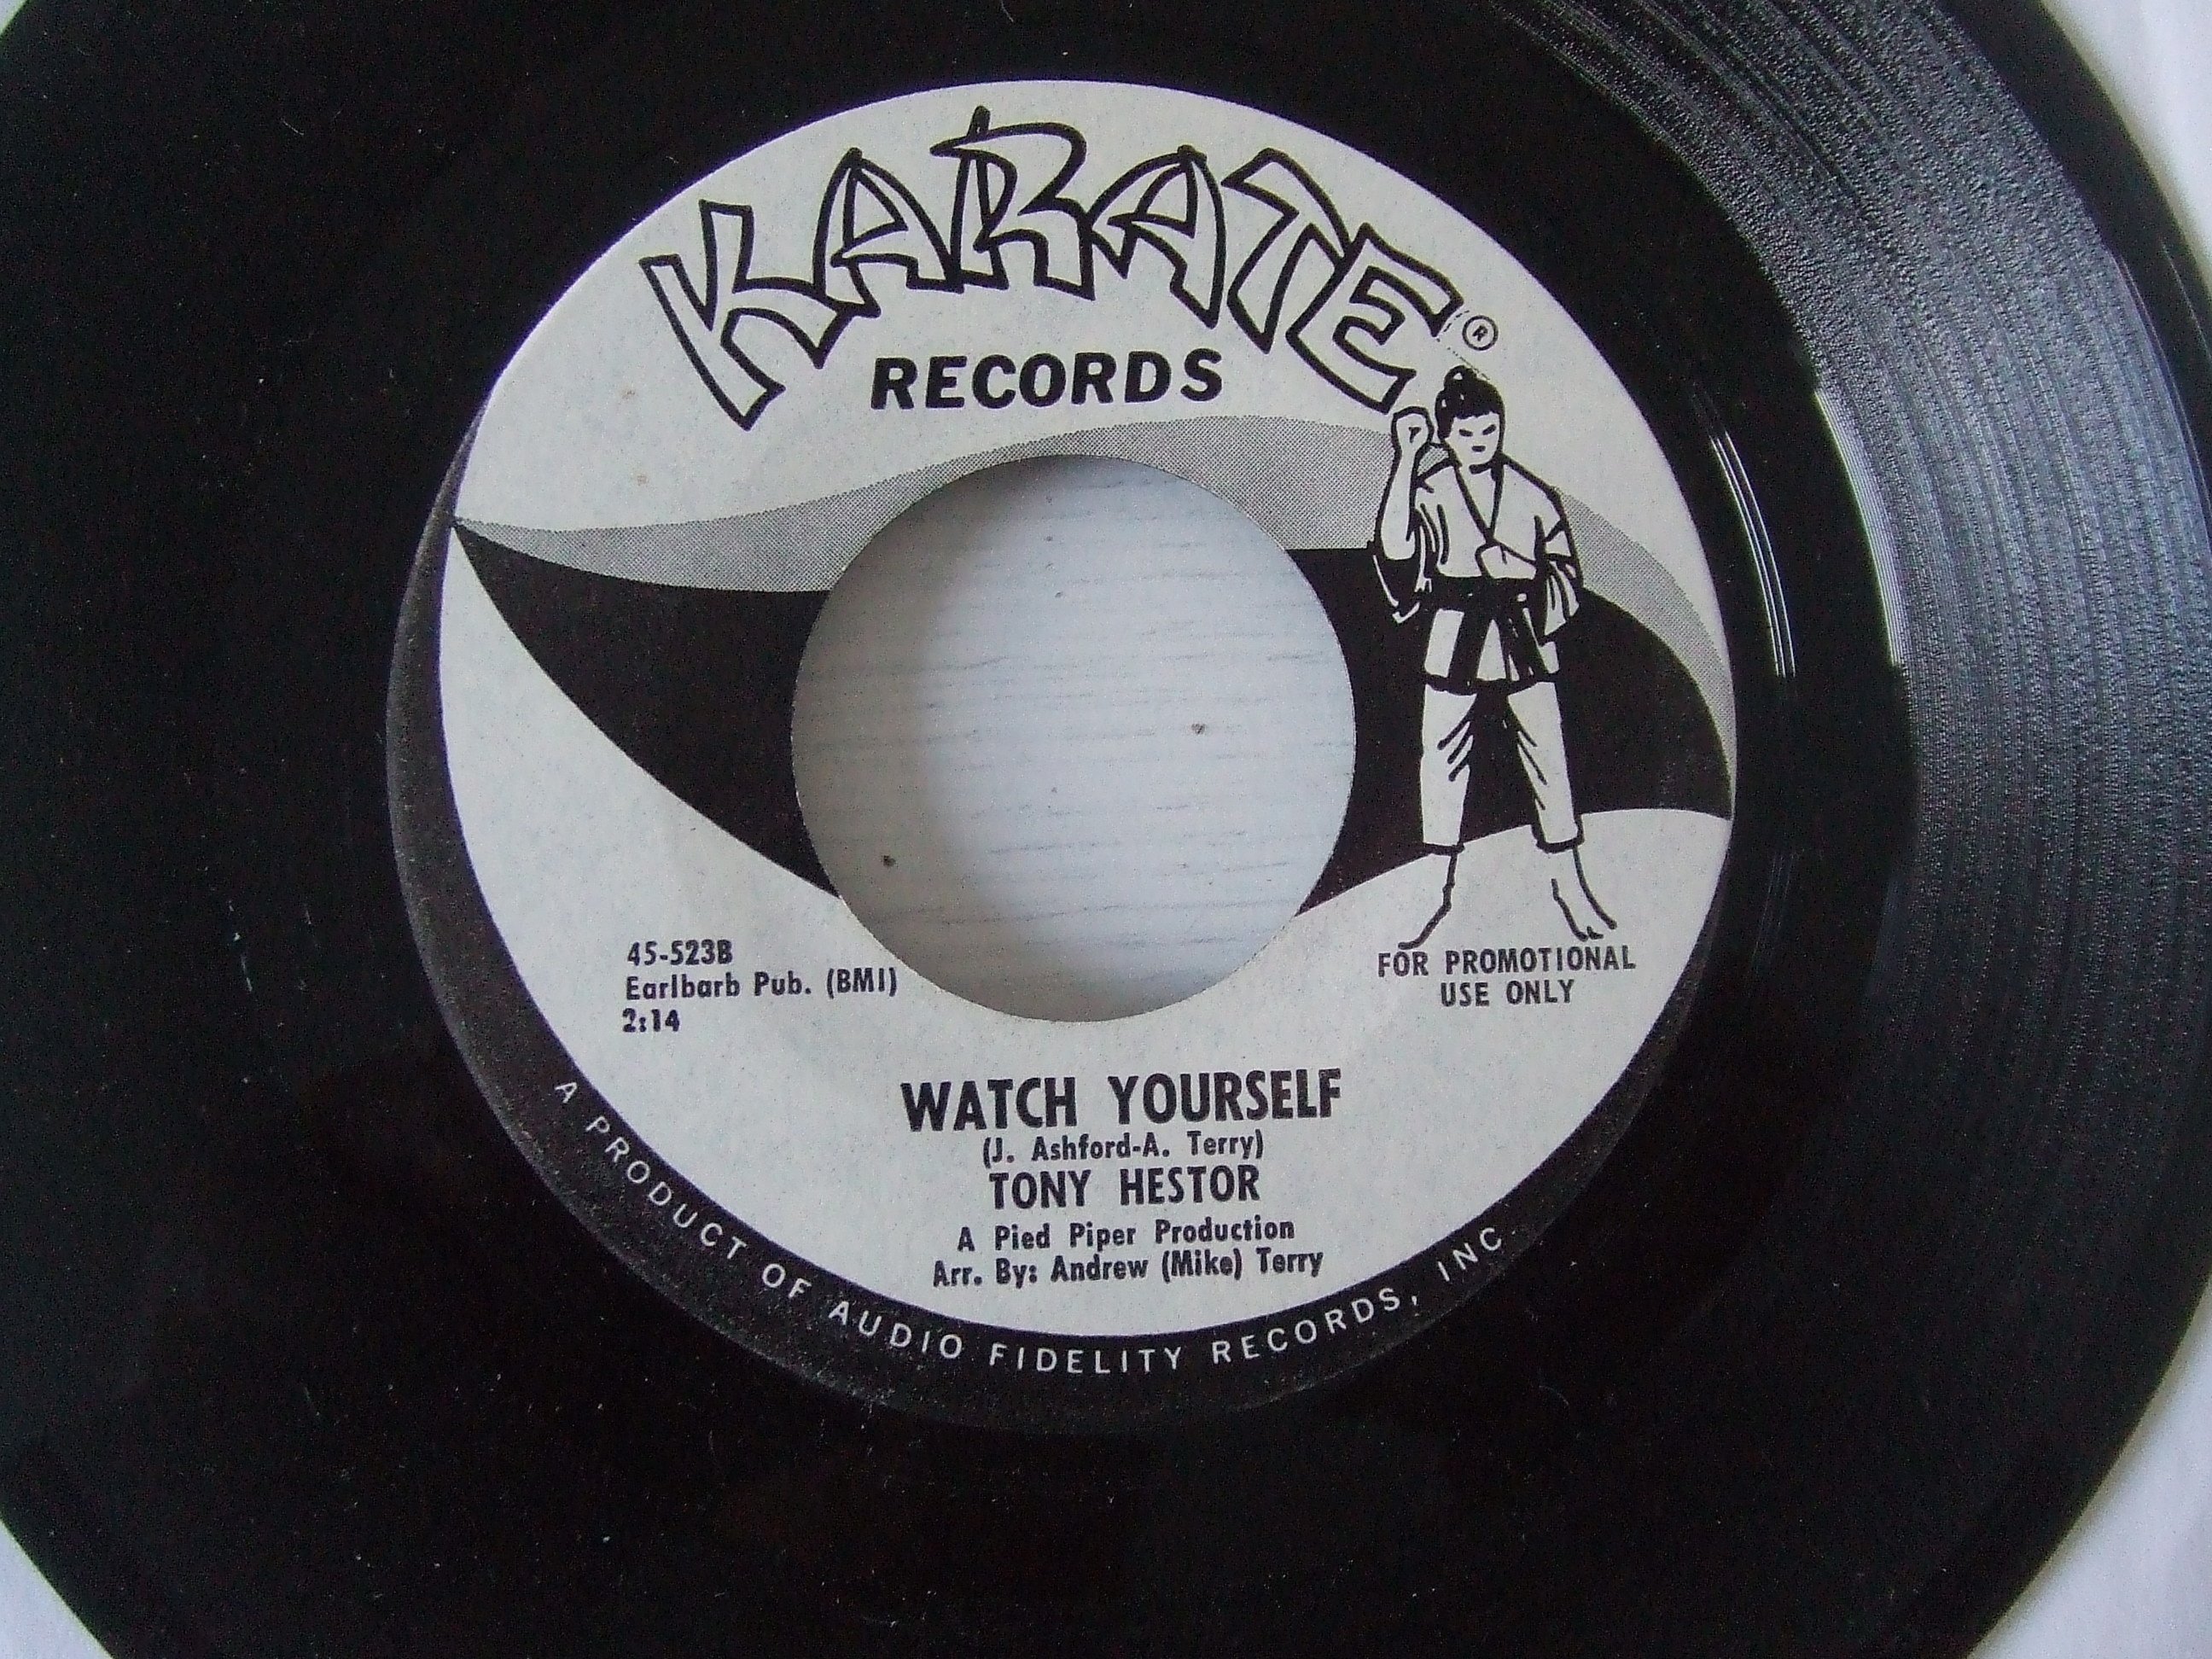 KARATE ®
RECORDS
45-523B
Earlbarb Pub. (BMI)
2:14
FOR PROMOTIONAL
USE ONLY
WATCH YOURSELF
(J. Ashford-A. Terry)
TONY HESTOR
A Pied Piper Production
Arr. By: Andrew (Mike) Terry
A PRODUCT OF AUDIO FIDELITY RECORDS, INC.